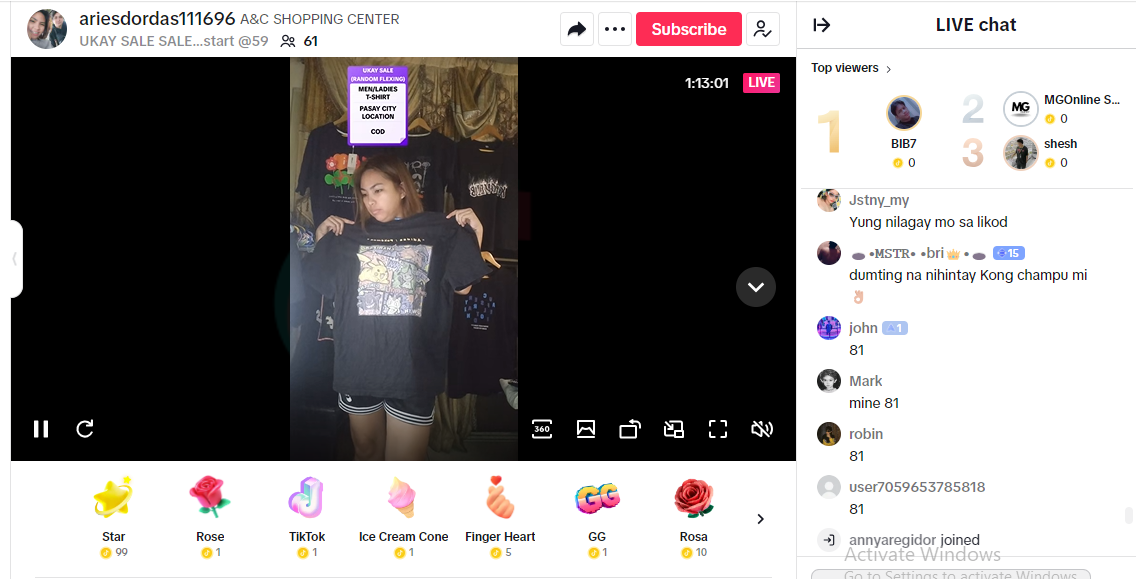 ariesdordas111696 A&C SHOPPING CENTER
UKAY SALE SALE...start @59 61
Subscribe
1:13:01 LIVE
UKAY SALE
(RANDOM FLEXING)
MEN/LADIES
T-SHIRT
PASAY CITY
LOCATION
COD
360
Star
99
Rose
1
TikTok
1
Ice Cream Cone
1
Finger Heart
5
GG
GG
1
Rosa
10
LIVE chat
Top viewers
1
BIB7
0
2
MG
MGOnline S...
0
3
shesh
0
Jstny_my
Yung nilagay mo sa likod
•MSTR• •bri👑• 15
dumting na nihintay Kong champu mi
👌
john 1
81
Mark
mine 81
robin
81
user7059653785818
81
annyaregidor joined
Activate Windows
Go to Settings to activate Windows.